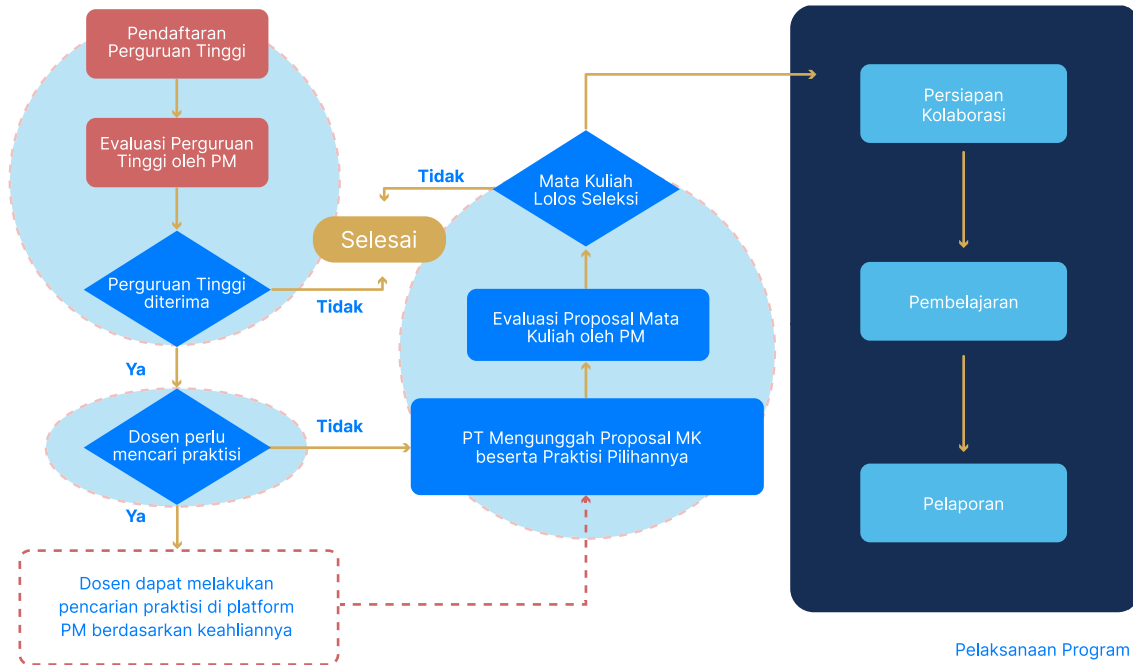 Pendaftaran
Perguruan Tinggi
Evaluasi Perguruan
Tinggi oleh PM
Perguruan Tinggi
diterima
Tidak
Ya
Dosen perlu
mencari praktisi
Tidak
Ya
Dosen dapat melakukan
pencarian praktisi di platform
PM berdasarkan keahliannya
Selesai
Tidak
Mata Kuliah
Lolos Seleksi
Evaluasi Proposal Mata
Kuliah oleh PM
PT Mengunggah Proposal MK
beserta Praktisi Pilihannya
Persiapan
Kolaborasi
Pembelajaran
Pelaporan
Pelaksanaan Program